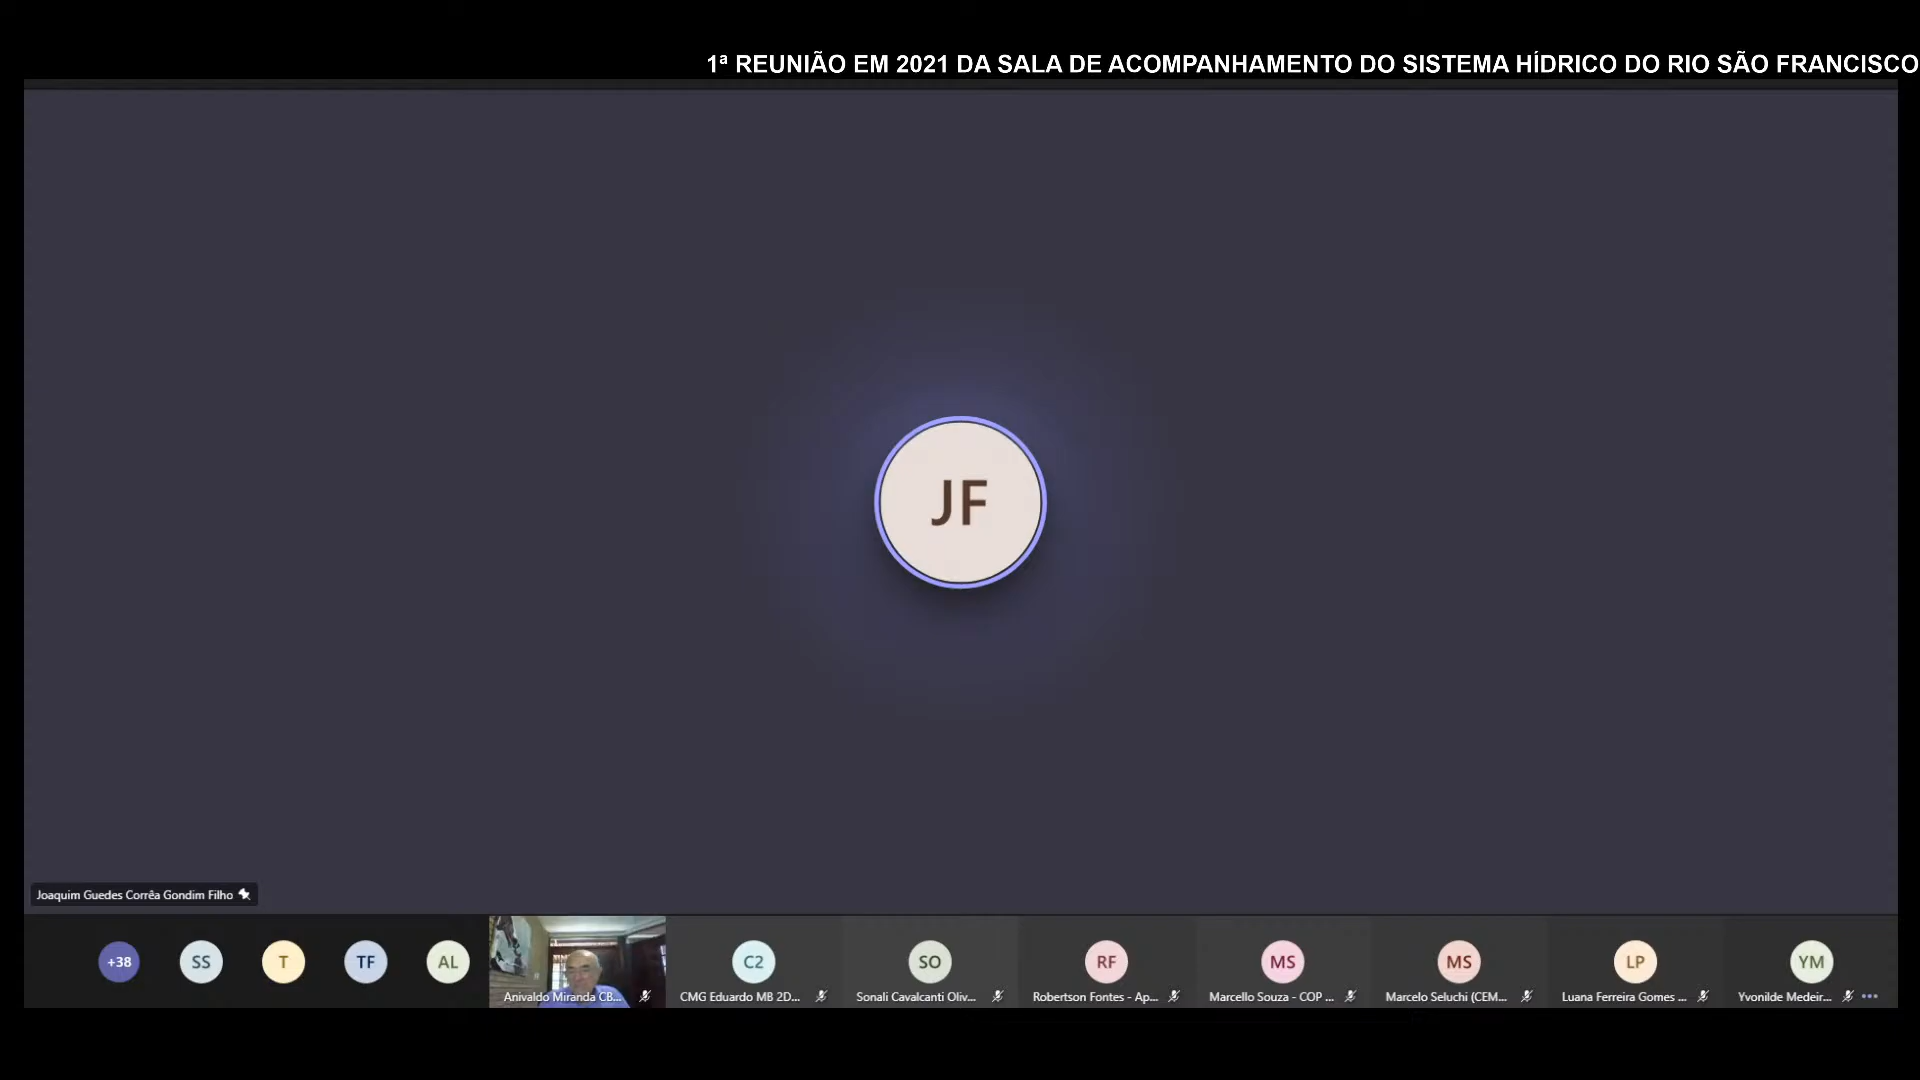 1ª REUNIÃO EM 2021 DA SALA DE ACOMPANHAMENTO DO SISTEMA HÍDRICO DO RIO SÃO FRANCISCO
JF
Joaquim Guedes Corrêa Gondim Filho
+38
SS
T
TF
AL
Anivaldo Miranda CB...
C2
CMG Eduardo MB 2D...
SO
Sonali Cavalcanti Oliv...
RF
Robertson Fontes - Ap...
MS
Marcello Souza - COP ...
MS
Marcelo Seluchi (CEM...
LP
Luana Ferreira Gomes ...
YM
Yvonilde Medeir...